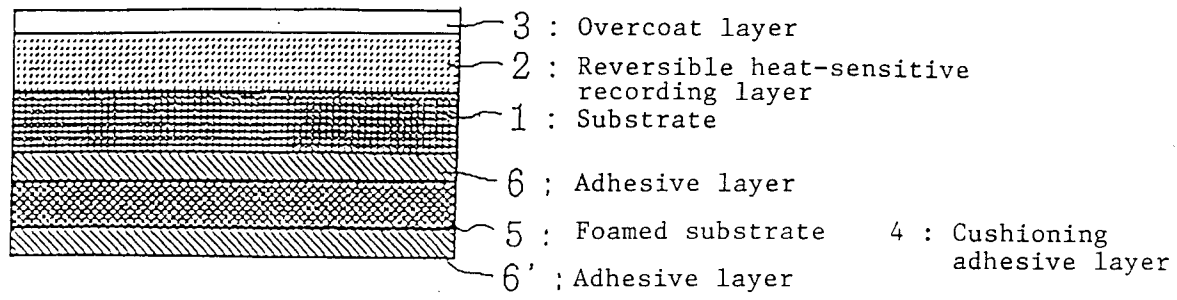 3 : Overcoat layer
2 : Reversible heat-sensitive
recording layer
1 : Substrate
6 ; Adhesive layer
5 : Foamed substrate 4 : Cushioning
adhesive layer
6' ; Adhesive layer